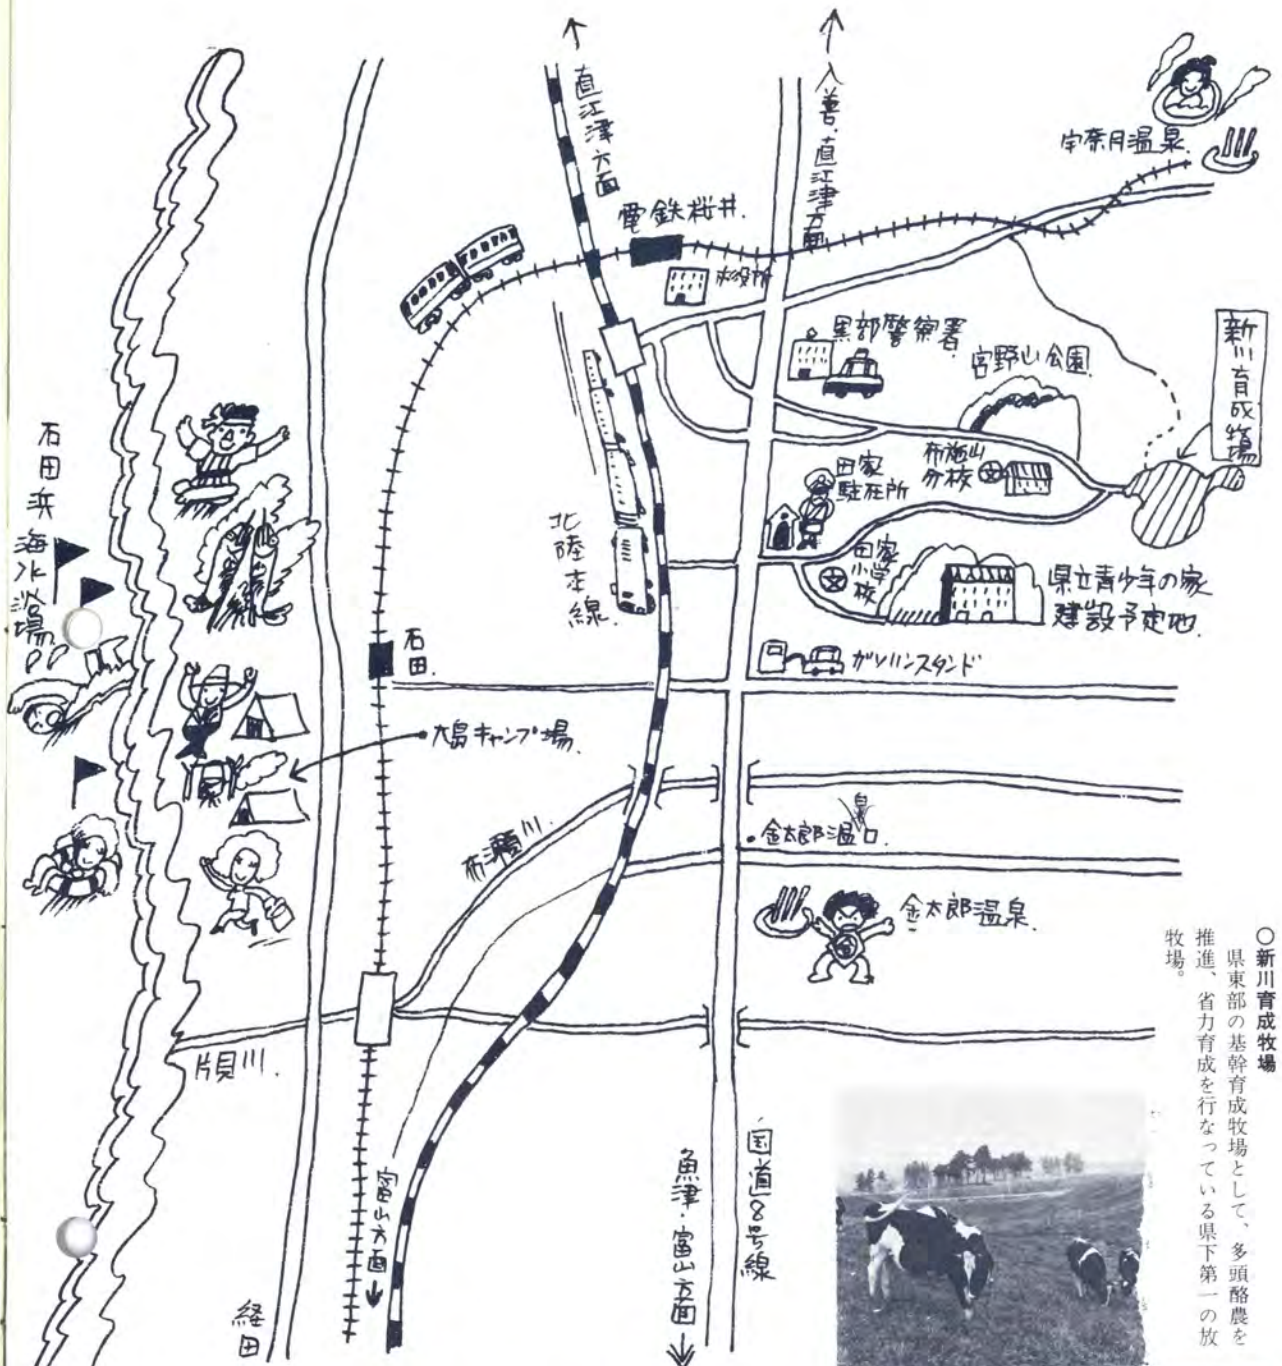 直江津方面
入善、直江津方面
宇奈月温泉
電鉄桜井
市役所
黒部警察署
宮野山公園
新川育成牧場
石田浜
海水浴場
北陸本線
田家
駐在所
布施山
分校
田家
小学
校
県立青少年の家
建設予定地
石田
ガソリンスタンド
大島キャンプ場
布施川
金太郎温口
金太郎温泉
片貝川
富山方面
経田
魚津・富山方面
国道8号線
○新川育成牧場
県東部の基幹育成牧場として、多頭酪農を
推進、省力育成を行なっている県下第一の放
牧場。